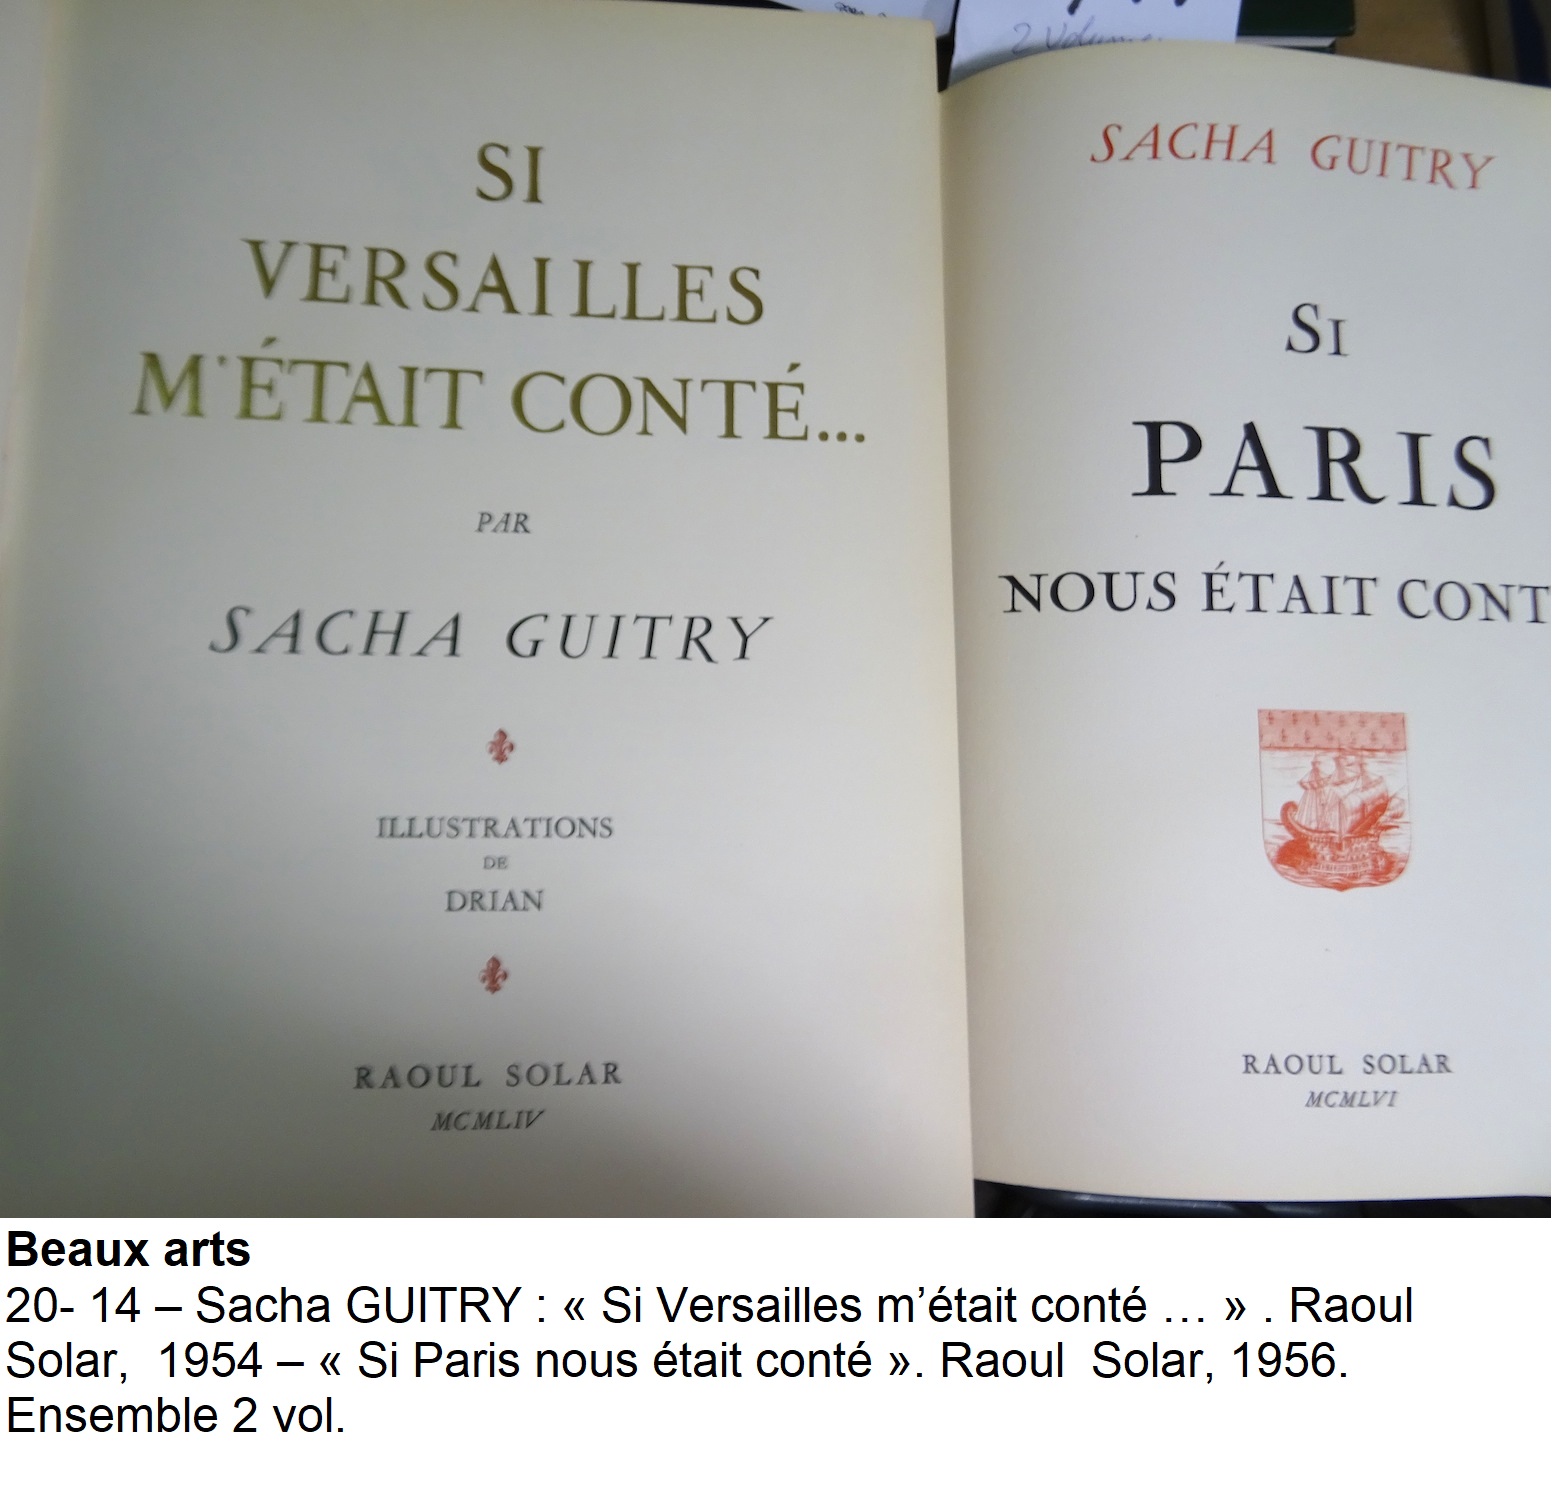 2 Volumes
SI
VERSAILLES
M'ÉTAIT CONTÉ...
PAR
SACHA GUITRY
ILLUSTRATIONS
DE
DRIAN
RAOUL SOLAR
MCMLIV
SACHA GUITRY
SI
PARIS
NOUS ÉTAIT CONT
RAOUL SOLAR
MCMLVI
Beaux arts
20- 14 – Sacha GUITRY : « Si Versailles m’était conté … » . Raoul
Solar,  1954 – « Si Paris nous était conté ». Raoul  Solar, 1956.
Ensemble 2 vol.